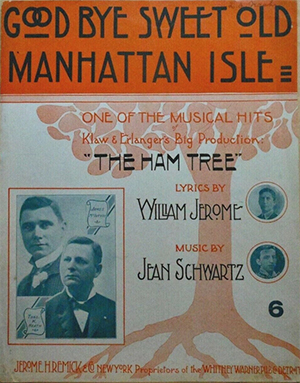 GOOD BYE SWEET OLD
MANHATTAN ISLE
ONE OF THE MUSICAL HITS
of
Klaw & Erlanger's Big Production:
"THE HAM TREE"
LYRICS BY
WILLIAM JEROME
MUSIC BY
JEAN SCHWARTZ
6
JEROME H. REMICK & CO. NEW YORK Proprietors of the WHITNEY WARNER PUB. CO. DETROIT